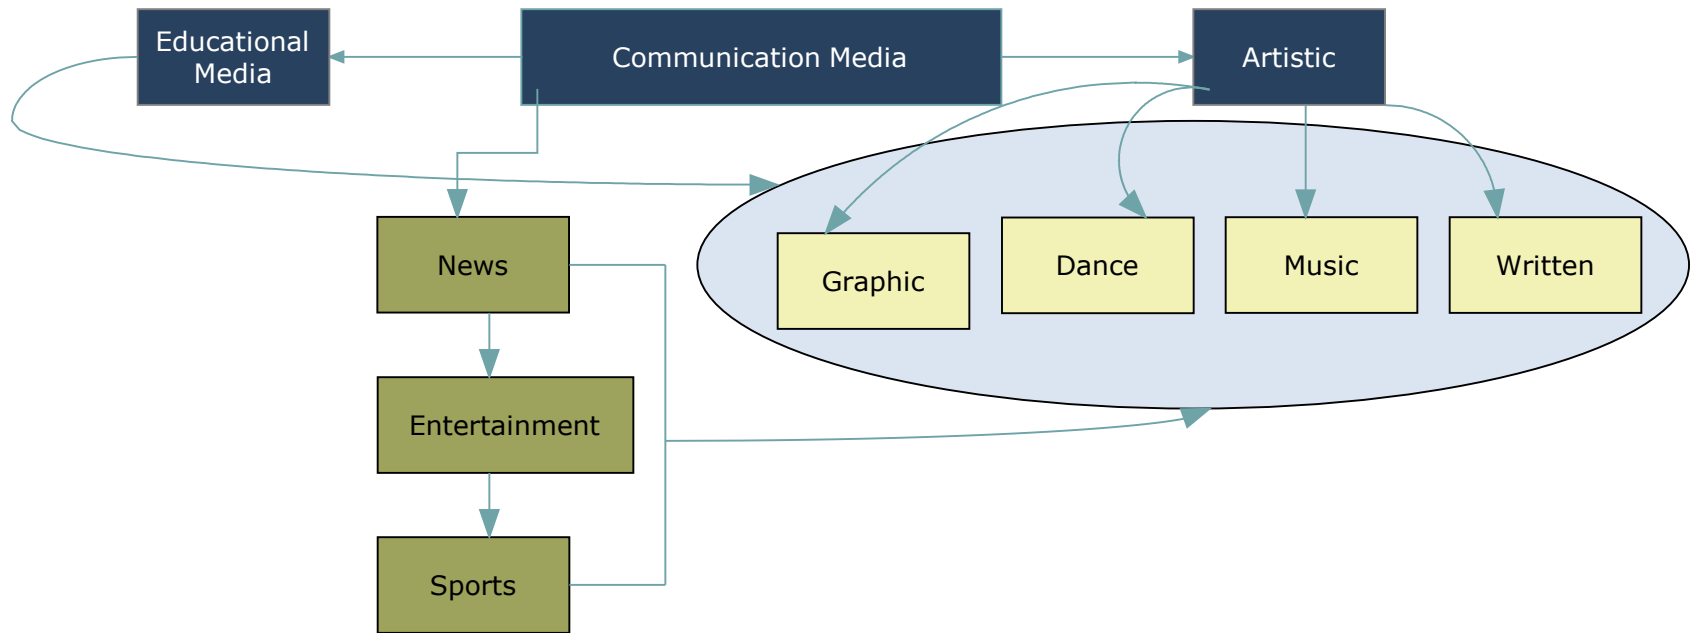 Educational
Media
Communication Media
Artistic
News
Graphic
Dance
Music
Written
Entertainment
Sports